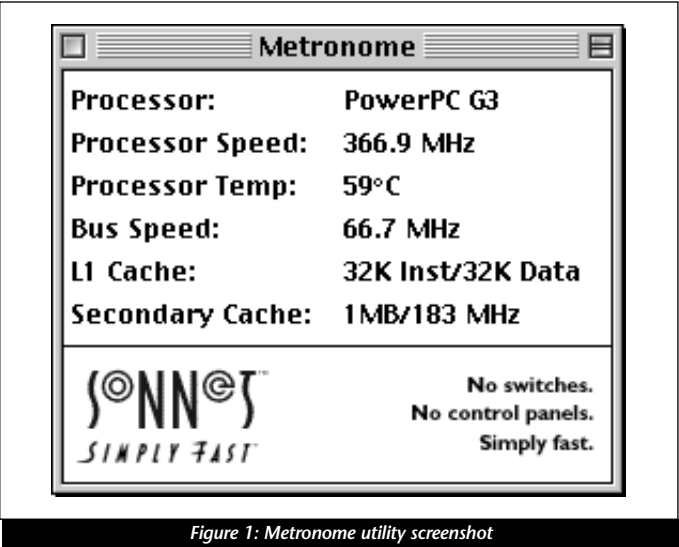 Metronome
Processor: PowerPC G3
Processor Speed: 366.9 MHz
Processor Temp: 59°C
Bus Speed: 66.7 MHz
L1 Cache: 32K Inst/32K Data
Secondary Cache: 1MB/183 MHz
SONNET™
SIMPLY FAST™
No switches.
No control panels.
Simply fast.
Figure 1: Metronome utility screenshot